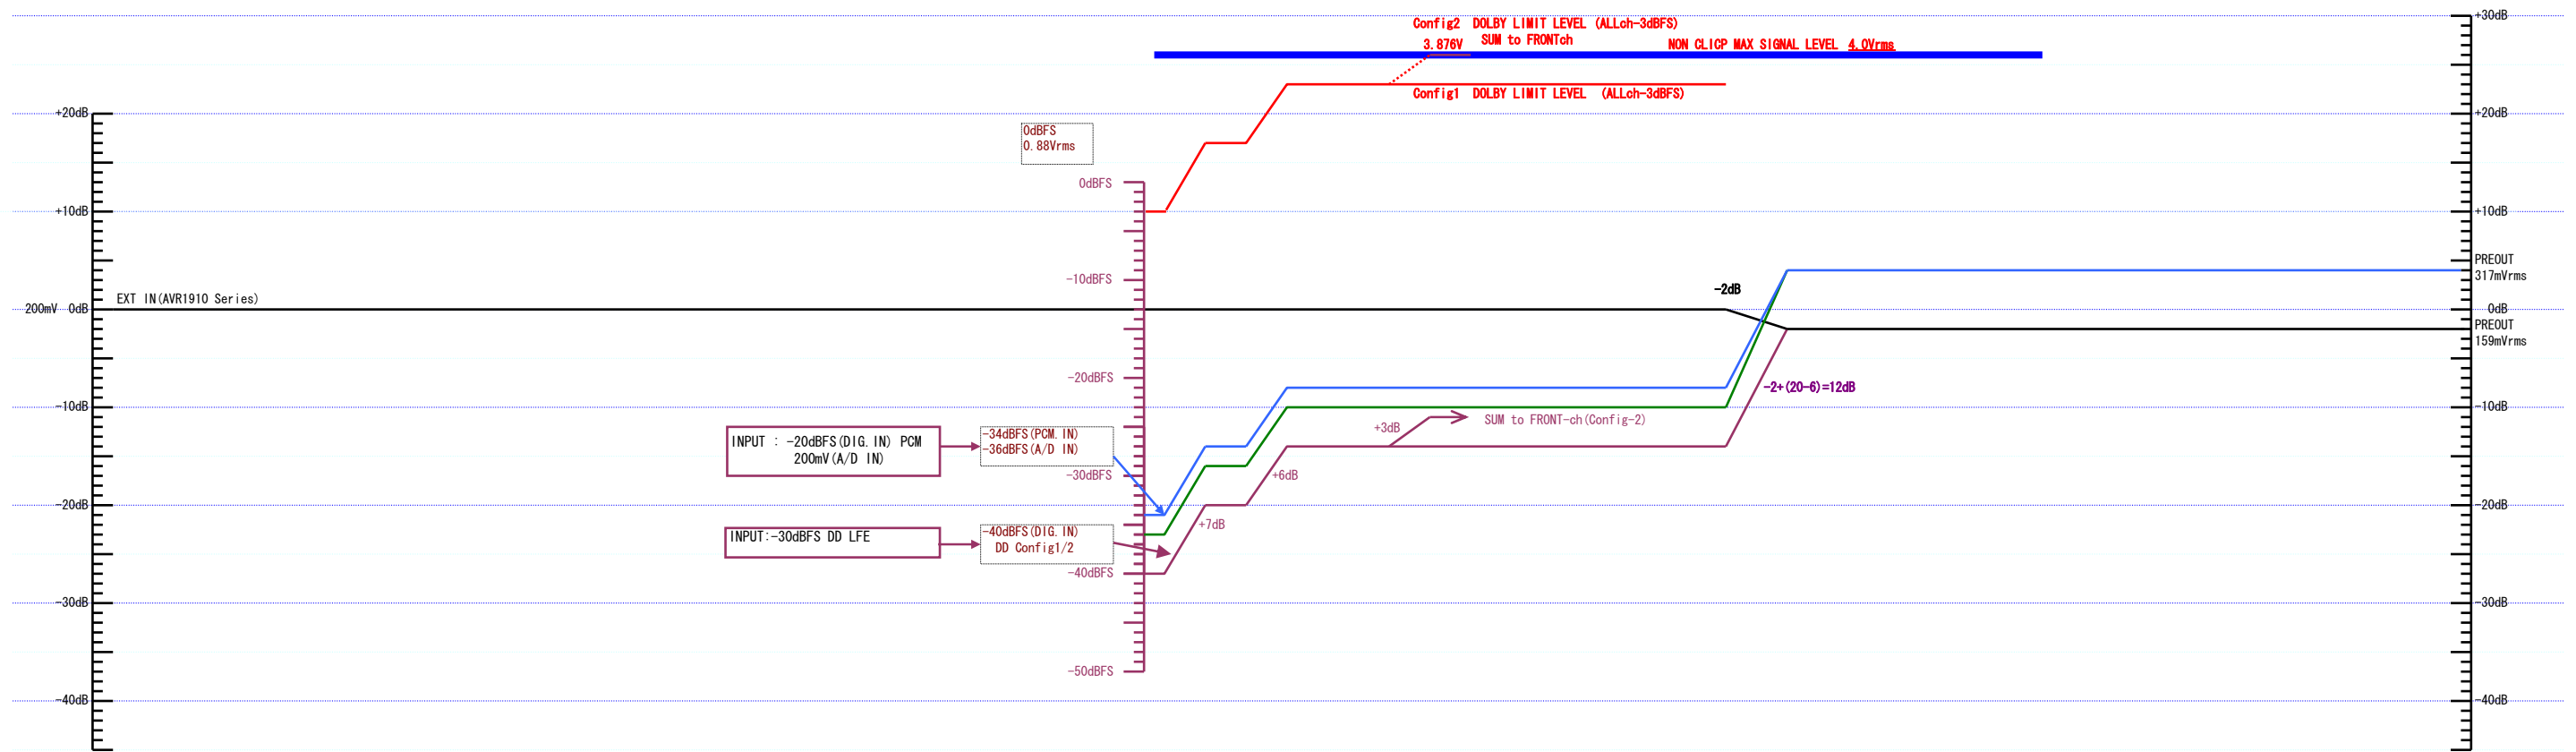 Config2  DOLBY LIMIT LEVEL (ALLch-3dBFS)
SUM to FRONTch
3.876V
NON CLICP MAX SIGNAL LEVEL  4.0Vrms
Config1  DOLBY LIMIT LEVEL  (ALLch-3dBFS)
+20dB
+10dB
200mV  0dB
-10dB
-20dB
-30dB
-40dB
EXT IN(AVR1910 Series)
0dBFS
0.88Vrms
0dBFS
-10dBFS
-20dBFS
-30dBFS
-40dBFS
-50dBFS
INPUT : -20dBFS(DIG.IN) PCM
200mV(A/D IN)
-34dBFS(PCM.IN)
-36dBFS(A/D IN)
INPUT:-30dBFS DD LFE
-40dBFS(DIG.IN)
DD Config1/2
+7dB
+6dB
+3dB
SUM to FRONT-ch(Config-2)
-2dB
-2+(20-6)=12dB
+30dB
+20dB
+10dB
PREOUT
317mVrms
0dB
PREOUT
159mVrms
-10dB
-20dB
-30dB
-40dB